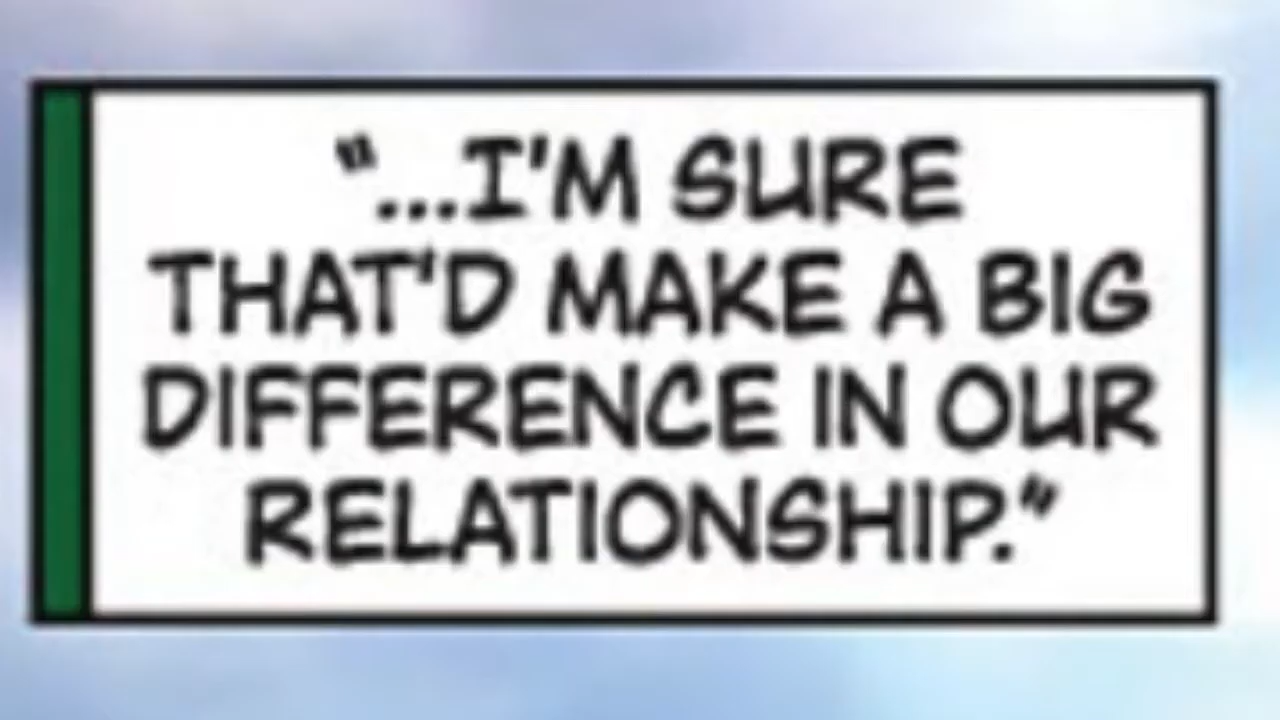 “...I'M SURE
THAT'D MAKE A BIG
DIFFERENCE IN OUR
RELATIONSHIP.”